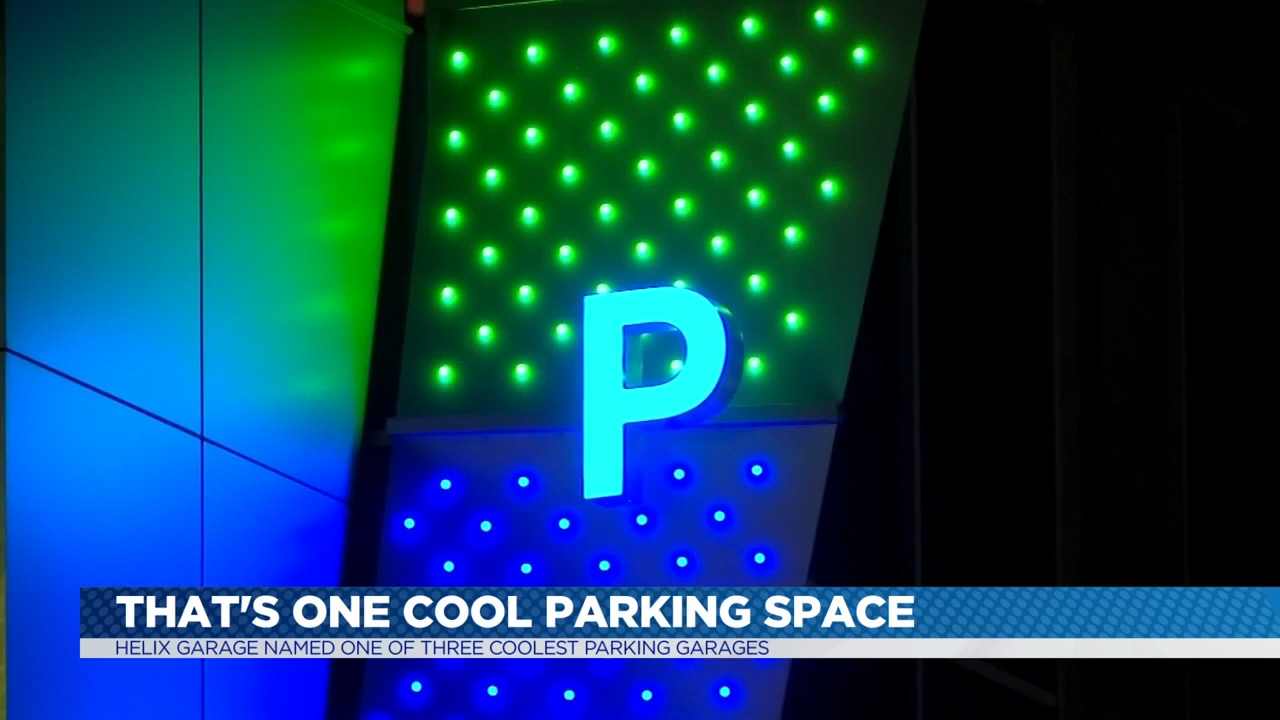 P
THAT'S ONE COOL PARKING SPACE
HELIX GARAGE NAMED ONE OF THREE COOLEST PARKING GARAGES